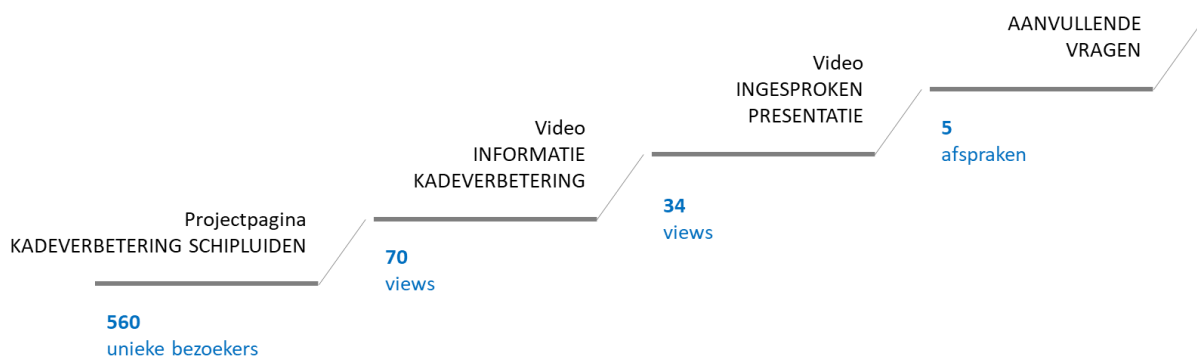 Projectpagina
KADEVERBETERING SCHIPLUIDEN
560
unieke bezoekers
Video
INFORMATIE
KADEVERBETERING
70
views
Video
INGESPROKEN
PRESENTATIE
34
views
AANVULLENDE
VRAGEN
5
afspraken